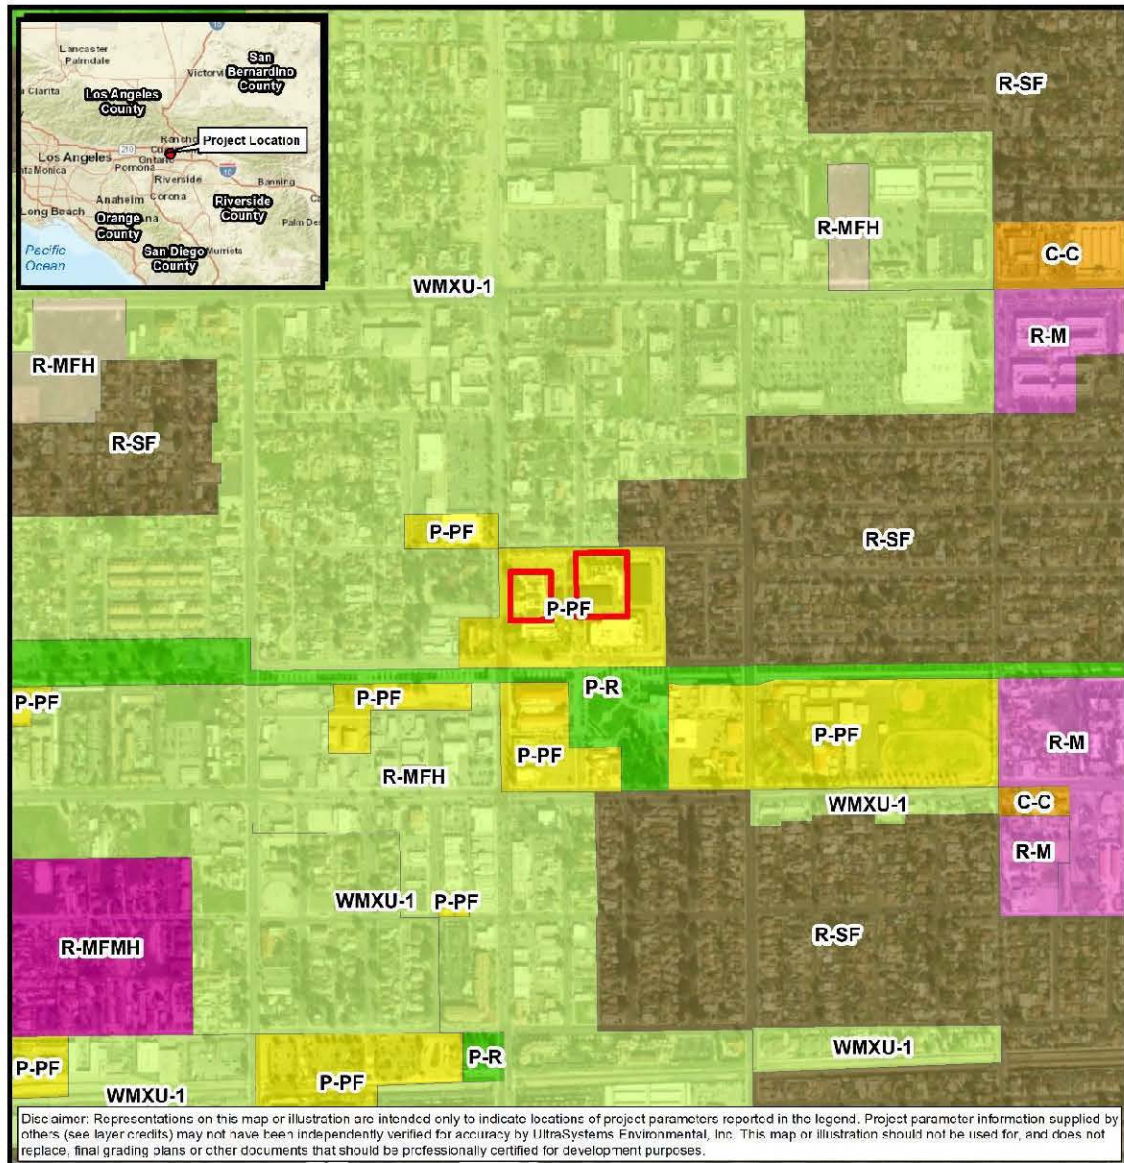 Lancaster
Palmdale
San
Bernardino
County
Los Angeles
County
Project Location
Los Angeles
210
Ontario
Pomona
Riverside
10
Banning
Anaheim
Corona
Riverside
County
Long Beach
Orange
County
San Diego
County
Murrieta
Pacific
Ocean
R-SF
R-MFH
C-C
WMXU-1
R-M
R-MFH
R-SF
P-PF
R-SF
P-PF
P-R
P-PF
P-PF
P-PF
P-PF
R-M
R-MFH
WMXU-1
C-C
R-M
WMXU-1
P-PF
R-SF
R-MFMH
P-R
WMXU-1
P-PF
P-PF
WMXU-1
Disclaimer: Representations on this map or illustration are intended only to indicate locations of project parameters reported in the legend. Project parameter information supplied by
others (see layer credits) may not have been independently verified for accuracy by UltraSystems Environmental, Inc. This map or illustration should not be used for, and does not
replace, final grading plans or other documents that should be professionally certified for development purposes.